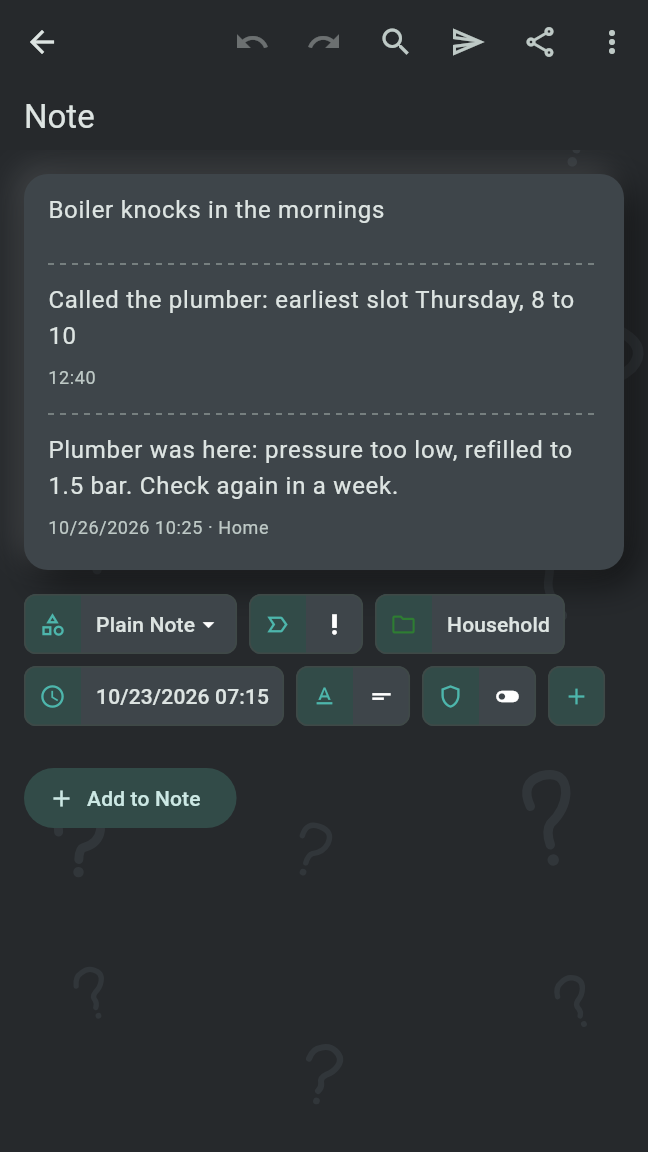 Note
Boiler knocks in the mornings
Called the plumber: earliest slot Thursday, 8 to
10
12:40
Plumber was here: pressure too low, refilled to
1.5 bar. Check again in a week.
10/26/2026 10:25 · Home
Plain Note
Household
10/23/2026 07:15
Add to Note